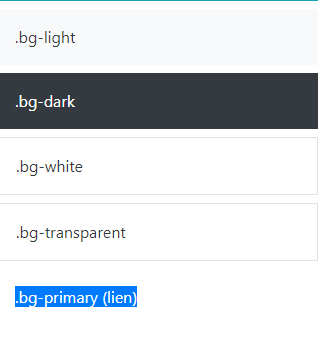 .bg-light
.bg-dark
.bg-white
.bg-transparent
.bg-primary (lien)